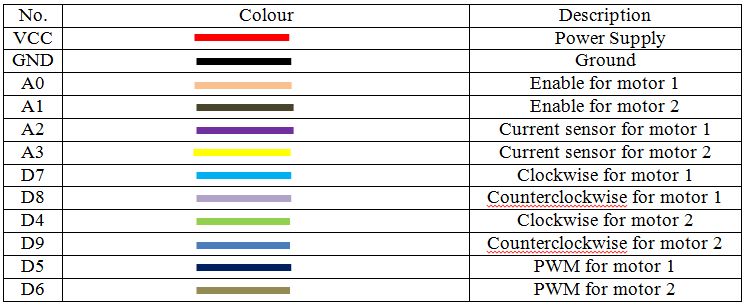 No. Colour Description
VCC Power Supply
GND Ground
A0 Enable for motor 1
A1 Enable for motor 2
A2 Current sensor for motor 1
A3 Current sensor for motor 2
D7 Clockwise for motor 1
D8 Counterclockwise for motor 1
D4 Clockwise for motor 2
D9 Counterclockwise for motor 2
D5 PWM for motor 1
D6 PWM for motor 2